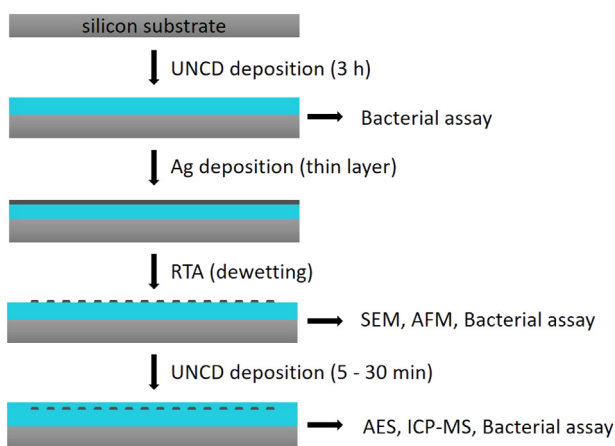 silicon substrate
UNCD deposition (3 h)
Bacterial assay
Ag deposition (thin layer)
RTA (dewetting)
SEM, AFM, Bacterial assay
UNCD deposition (5 - 30 min)
AES, ICP-MS, Bacterial assay